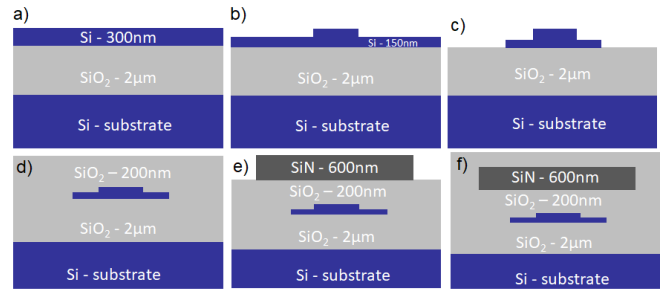 a)
Si - 300nm
SiO₂ - 2μm
Si - substrate
b)
Si - 150nm
SiO₂ - 2μm
Si - substrate
c)
SiO₂ - 2μm
Si - substrate
d)
SiO₂ – 200nm
SiO₂ - 2μm
Si - substrate
e)
SiN - 600nm
SiO₂ – 200nm
SiO₂ - 2μm
Si - substrate
f)
SiN - 600nm
SiO₂ – 200nm
SiO₂ - 2μm
Si - substrate